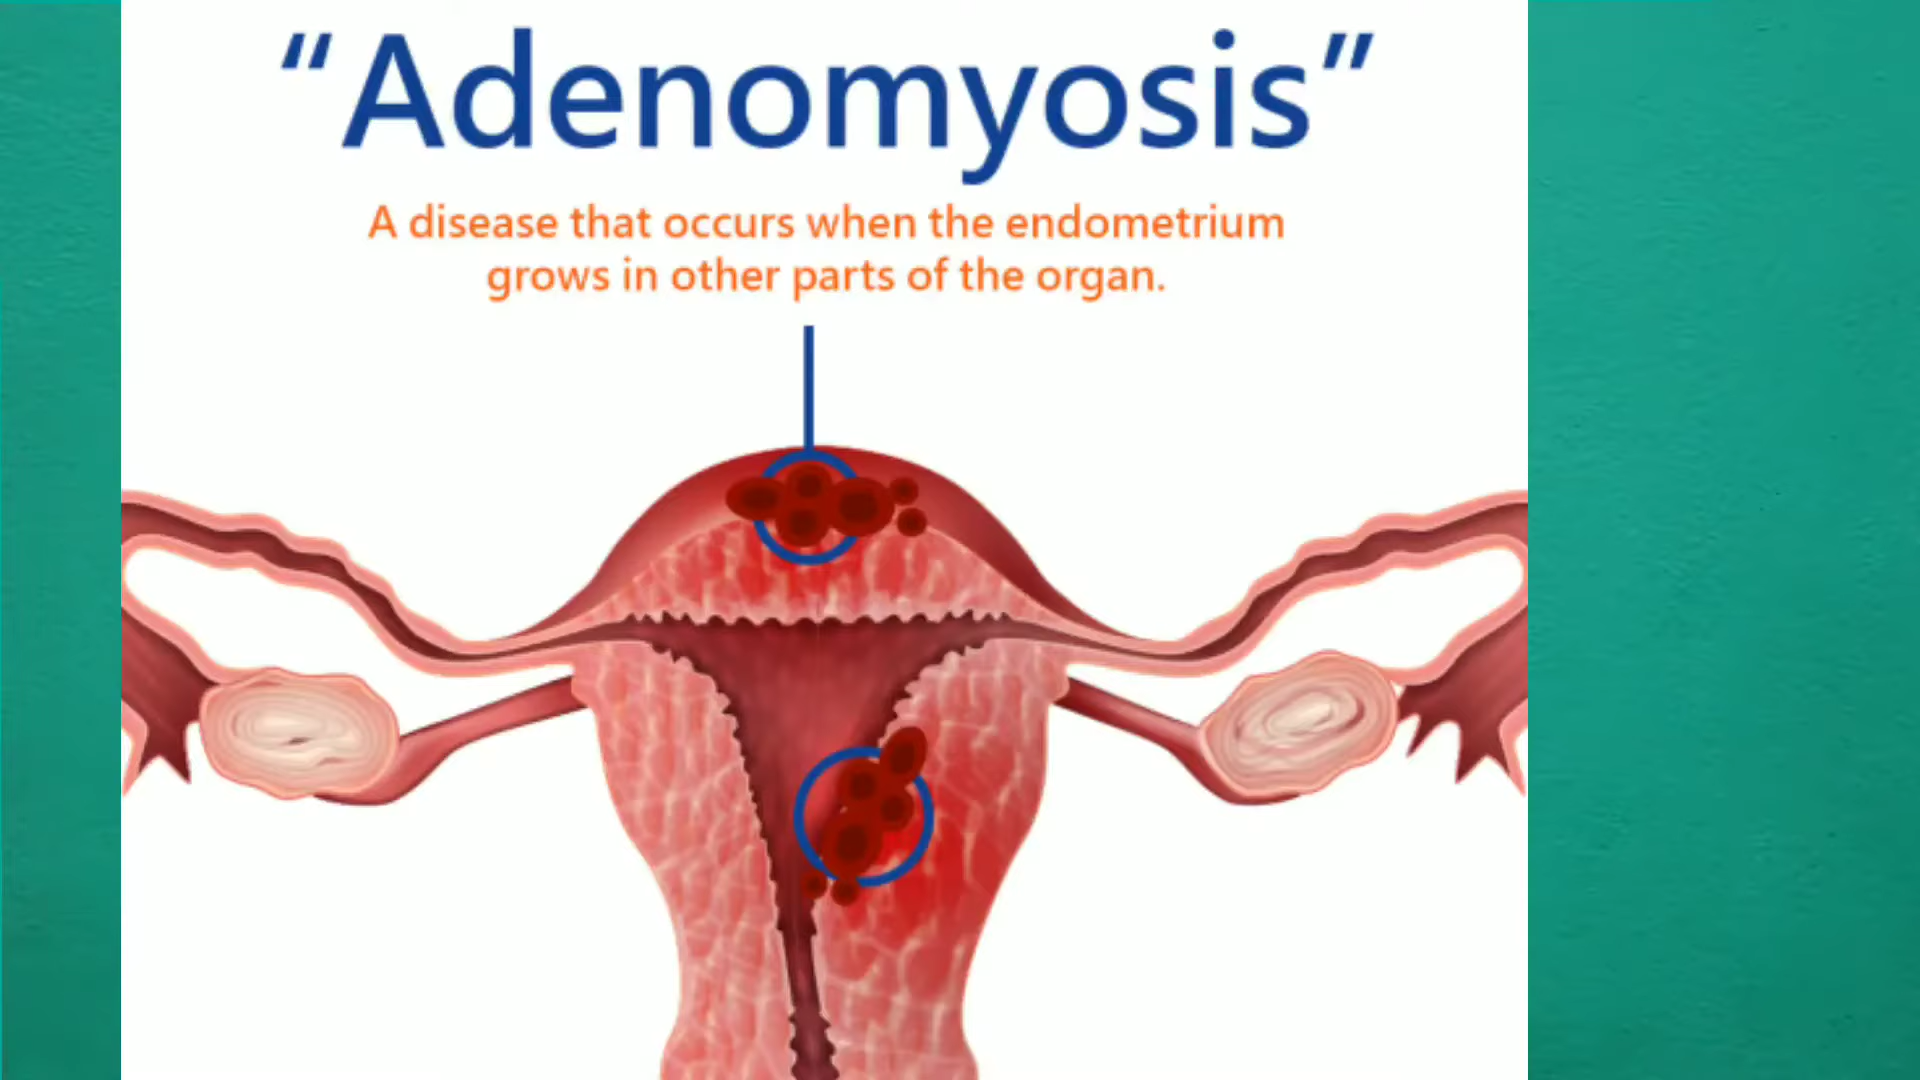 “Adenomyosis”
A disease that occurs when the endometrium
grows in other parts of the organ.